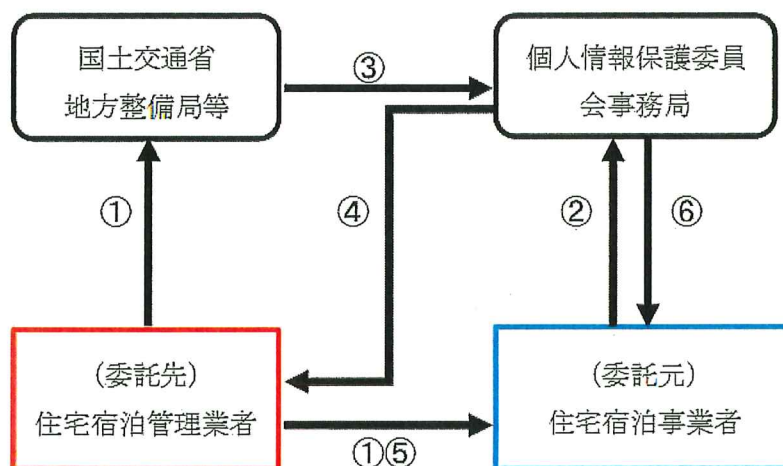 国土交通省
地方整備局等
③
個人情報保護委員
会事務局
①
④
②
⑥
(委託先)
住宅宿泊管理業者
①⑤
(委託元)
住宅宿泊事業者